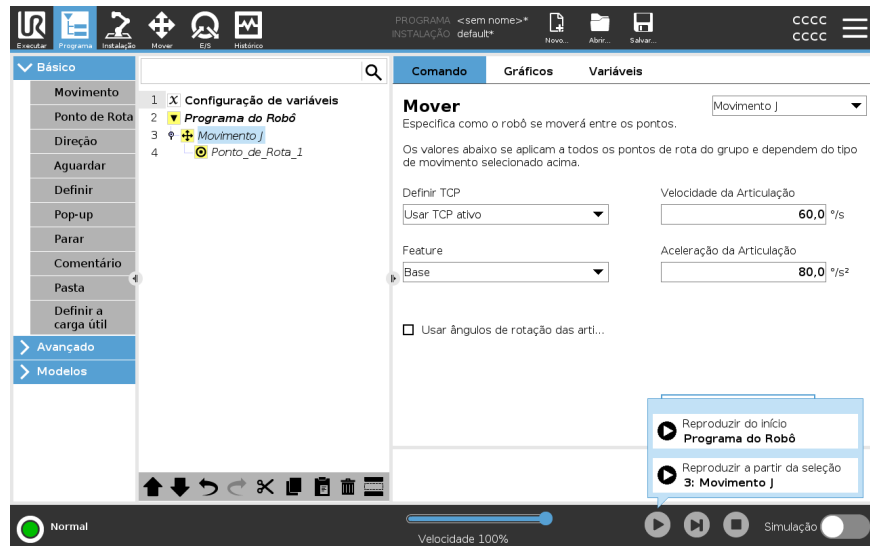 UR
Executar
Programa
Instalação
Mover
E/S
Histórico
PROGRAMA <sem nome>*
INSTALAÇÃO default*
Novo...
Abrir...
Salvar...
CCCC
CCCC
Básico
Movimento
Ponto de Rota
Direção
Aguardar
Definir
Pop-up
Parar
Comentário
Pasta
Definir a
carga útil
Avançado
Modelos
1 X Configuração de variáveis
2 Programa do Robô
3 Movimento J
4 Ponto_de_Rota_1
Comando Gráficos Variáveis
Mover
Movimento J
Especifica como o robô se moverá entre os pontos.
Os valores abaixo se aplicam a todos os pontos de rota do grupo e dependem do tipo
de movimento selecionado acima.
Definir TCP
Usar TCP ativo
Velocidade da Articulação
60,0 °/s
Feature
Base
Aceleração da Articulação
80,0 °/s²
Usar ângulos de rotação das arti...
Reproduzir do início
Programa do Robô
Reproduzir a partir da seleção
3: Movimento J
Normal
Velocidade 100%
Simulação